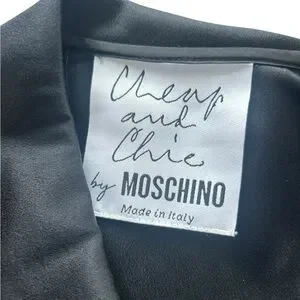 Cheap
and
Chic
by MOSCHINO
Made in Italy